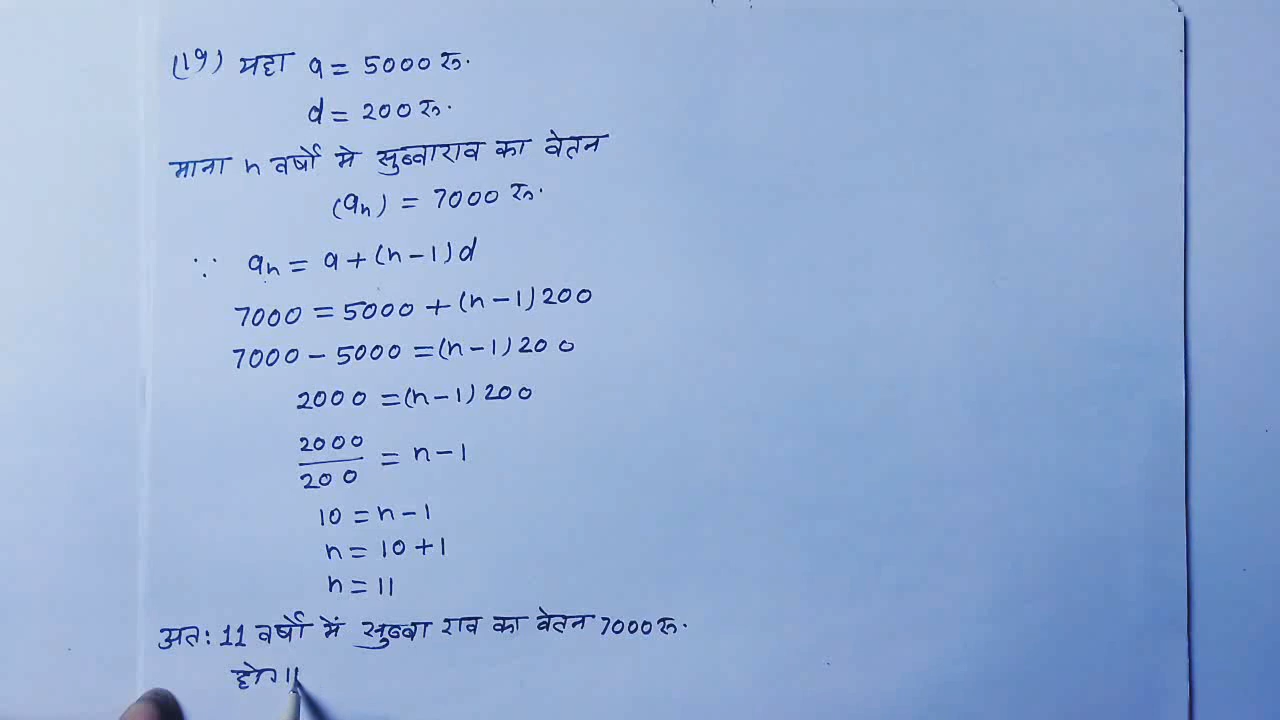 (19) यहा a = 5000 रु.
d = 200 रु.
माना n वर्षों मे सुब्बाराव का वेतन
(aₙ) = 7000 रु.
∵ aₙ = a + (n - 1) d
7000 = 5000 + (n - 1) 200
7000 - 5000 = (n - 1) 200
2000 = (n - 1) 200
2000/200 = n - 1
10 = n - 1
n = 10 + 1
n = 11
अतः 11 वर्षों में सुब्बा राव का वेतन 7000 रु.
होगा